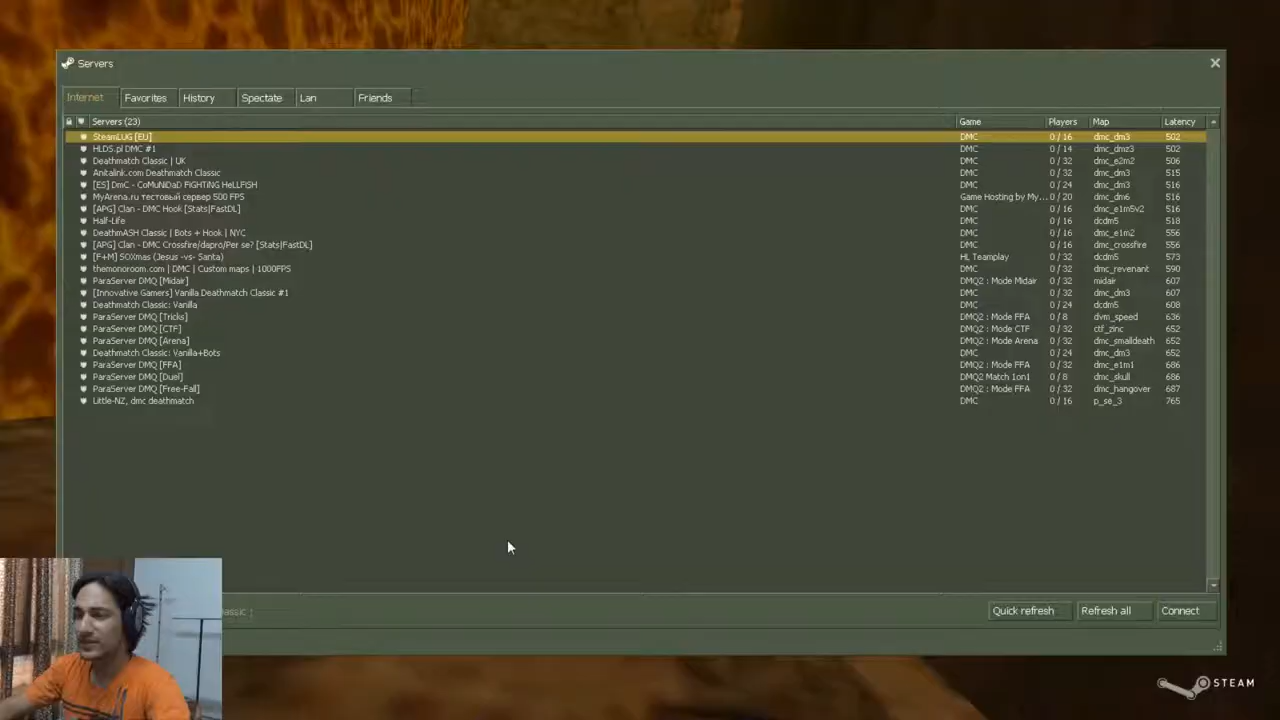 Servers
Internet Favorites History Spectate Lan Friends
Servers (23) Game Players Map Latency
SteamLUG [EU] DMC 0 / 16 dmc_dm3 502
HLDS.pl DMC #1 DMC 0 / 14 dmc_dmz3 502
Deathmatch Classic | UK DMC 0 / 32 dmc_e2m2 506
Anitalink.com Deathmatch Classic DMC 0 / 32 dmc_dm3 515
[ES] DmC - CoMuNiDaD FiGHTiNG HeLLFiSH DMC 0 / 24 dmc_dm3 516
MyArena.ru тестовый сервер 500 FPS Game Hosting by My... 0 / 20 dmc_dm6 516
[APG] Clan - DMC Hook [Stats|FastDL] DMC 0 / 16 dmc_e1m5v2 516
Half-Life DMC 0 / 16 dcdm5 518
DeathmASH Classic | Bots + Hook | NYC DMC 0 / 16 dmc_e1m2 556
[APG] Clan - DMC Crossfire/dapro/Per se? [Stats|FastDL] DMC 0 / 16 dmc_crossfire 556
[F+M] SOXmas (Jesus -vs- Santa) HL Teamplay 0 / 32 dcdm5 573
themonoroom.com | DMC | Custom maps | 1000FPS DMC 0 / 32 dmc_revenant 590
ParaServer DMQ [Midair] DMQ2 : Mode Midair 0 / 32 midair 607
[Innovative Gamers] Vanilla Deathmatch Classic #1 DMC 0 / 32 dmc_dm3 607
Deathmatch Classic: Vanilla DMC 0 / 24 dcdm5 608
ParaServer DMQ [Tricks] DMQ2 : Mode FFA 0 / 8 dvm_speed 636
ParaServer DMQ [CTF] DMQ2 : Mode CTF 0 / 32 ctf_zinc 652
ParaServer DMQ [Arena] DMQ2 : Mode Arena 0 / 32 dmc_smalldeath 652
Deathmatch Classic: Vanilla+Bots DMC 0 / 24 dmc_dm3 652
ParaServer DMQ [FFA] DMQ2 : Mode FFA 0 / 32 dmc_e1m1 686
ParaServer DMQ [Duel] DMQ2 Match 1on1 0 / 8 dmc_skull 686
ParaServer DMQ [Free-Fall] DMQ2 : Mode FFA 0 / 32 dmc_hangover 687
Little-NZ, dmc deathmatch DMC 0 / 16 p_se_3 765
Quick refresh Refresh all Connect
STEAM